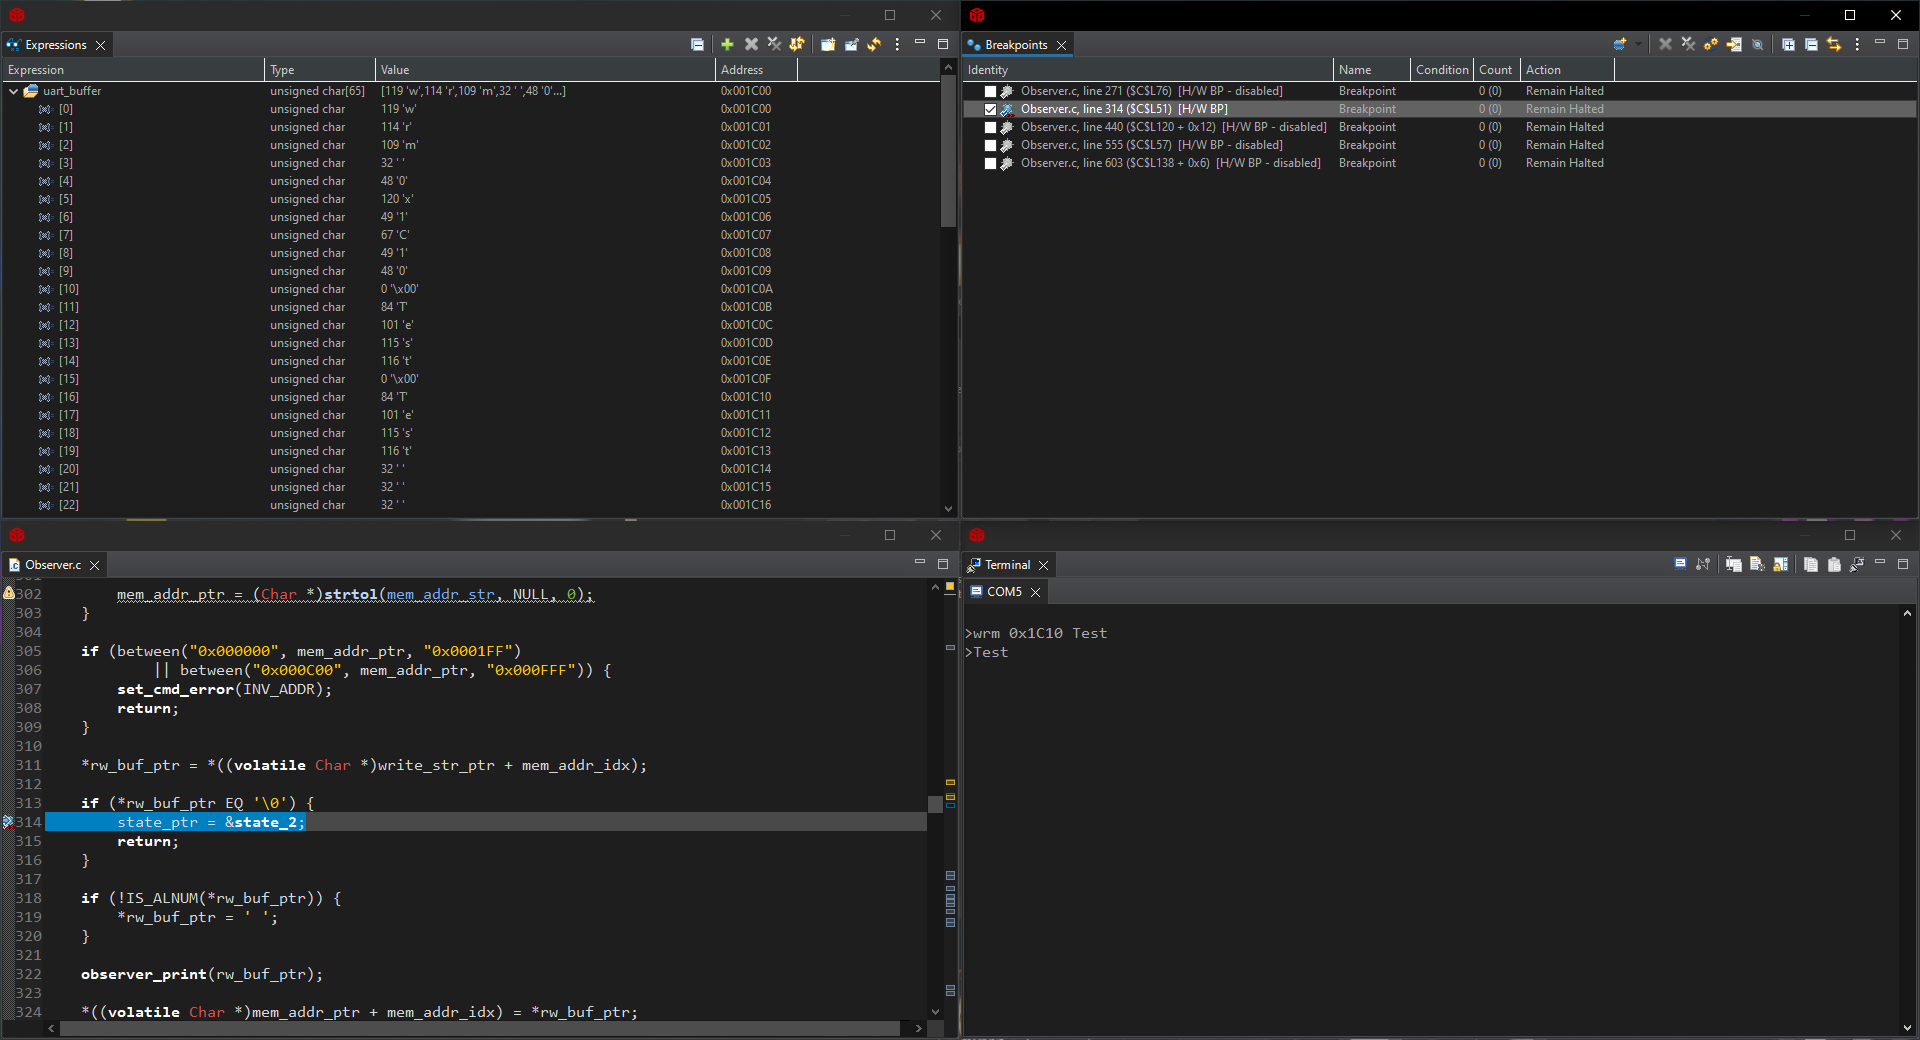 Expressions
Expression Type Value Address
uart_buffer unsigned char[65] [119 'w',114 'r',109 'm',32 ' ',48 '0'...] 0x001C00
[0] unsigned char 119 'w' 0x001C00
[1] unsigned char 114 'r' 0x001C01
[2] unsigned char 109 'm' 0x001C02
[3] unsigned char 32 ' ' 0x001C03
[4] unsigned char 48 '0' 0x001C04
[5] unsigned char 120 'x' 0x001C05
[6] unsigned char 49 '1' 0x001C06
[7] unsigned char 67 'C' 0x001C07
[8] unsigned char 49 '1' 0x001C08
[9] unsigned char 48 '0' 0x001C09
[10] unsigned char 0 '\x00' 0x001C0A
[11] unsigned char 84 'T' 0x001C0B
[12] unsigned char 101 'e' 0x001C0C
[13] unsigned char 115 's' 0x001C0D
[14] unsigned char 116 't' 0x001C0E
[15] unsigned char 0 '\x00' 0x001C0F
[16] unsigned char 84 'T' 0x001C10
[17] unsigned char 101 'e' 0x001C11
[18] unsigned char 115 's' 0x001C12
[19] unsigned char 116 't' 0x001C13
[20] unsigned char 32 ' ' 0x001C14
[21] unsigned char 32 ' ' 0x001C15
[22] unsigned char 32 ' ' 0x001C16
Breakpoints
Identity Name Condition Count Action
Observer.c, line 271 ($C$L76) [H/W BP - disabled] Breakpoint 0 (0) Remain Halted
Observer.c, line 314 ($C$L51) [H/W BP] Breakpoint 0 (0) Remain Halted
Observer.c, line 440 ($C$L120 + 0x12) [H/W BP - disabled] Breakpoint 0 (0) Remain Halted
Observer.c, line 555 ($C$L57) [H/W BP - disabled] Breakpoint 0 (0) Remain Halted
Observer.c, line 603 ($C$L138 + 0x6) [H/W BP - disabled] Breakpoint 0 (0) Remain Halted
Observer.c
301
302 mem_addr_ptr = (Char *)strtol(mem_addr_str, NULL, 0);
303 }
304
305 if (between("0x000000", mem_addr_ptr, "0x0001FF")
306 || between("0x000C00", mem_addr_ptr, "0x000FFF")) {
307 set_cmd_error(INV_ADDR);
308 return;
309 }
310
311 *rw_buf_ptr = *((volatile Char *)write_str_ptr + mem_addr_idx);
312
313 if (*rw_buf_ptr EQ '\0') {
314 state_ptr = &state_2;
315 return;
316 }
317
318 if (!IS_ALNUM(*rw_buf_ptr)) {
319 *rw_buf_ptr = ' ';
320 }
321
322 observer_print(rw_buf_ptr);
323
324 *((volatile Char *)mem_addr_ptr + mem_addr_idx) = *rw_buf_ptr;
Terminal
COM5
>wrm 0x1C10 Test
>Test